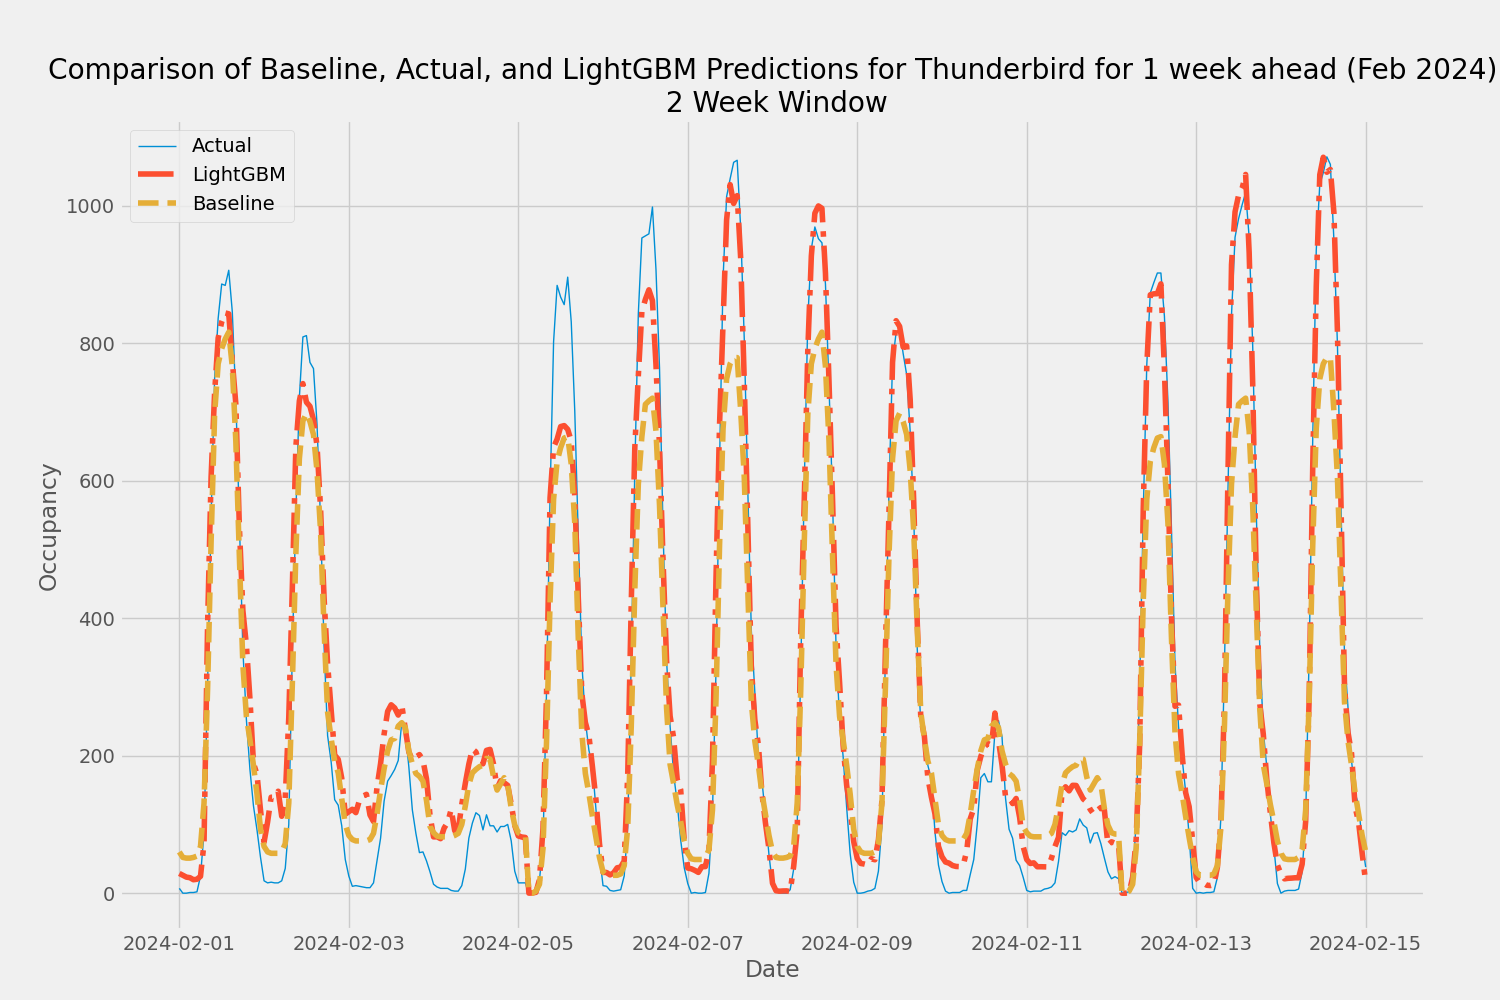 Comparison of Baseline, Actual, and LightGBM Predictions for Thunderbird for 1 week ahead (Feb 2024)
2 Week Window
Actual
LightGBM
Baseline
1000
800
600
400
200
0
Occupancy
2024-02-01 2024-02-03 2024-02-05 2024-02-07 2024-02-09 2024-02-11 2024-02-13 2024-02-15
Date